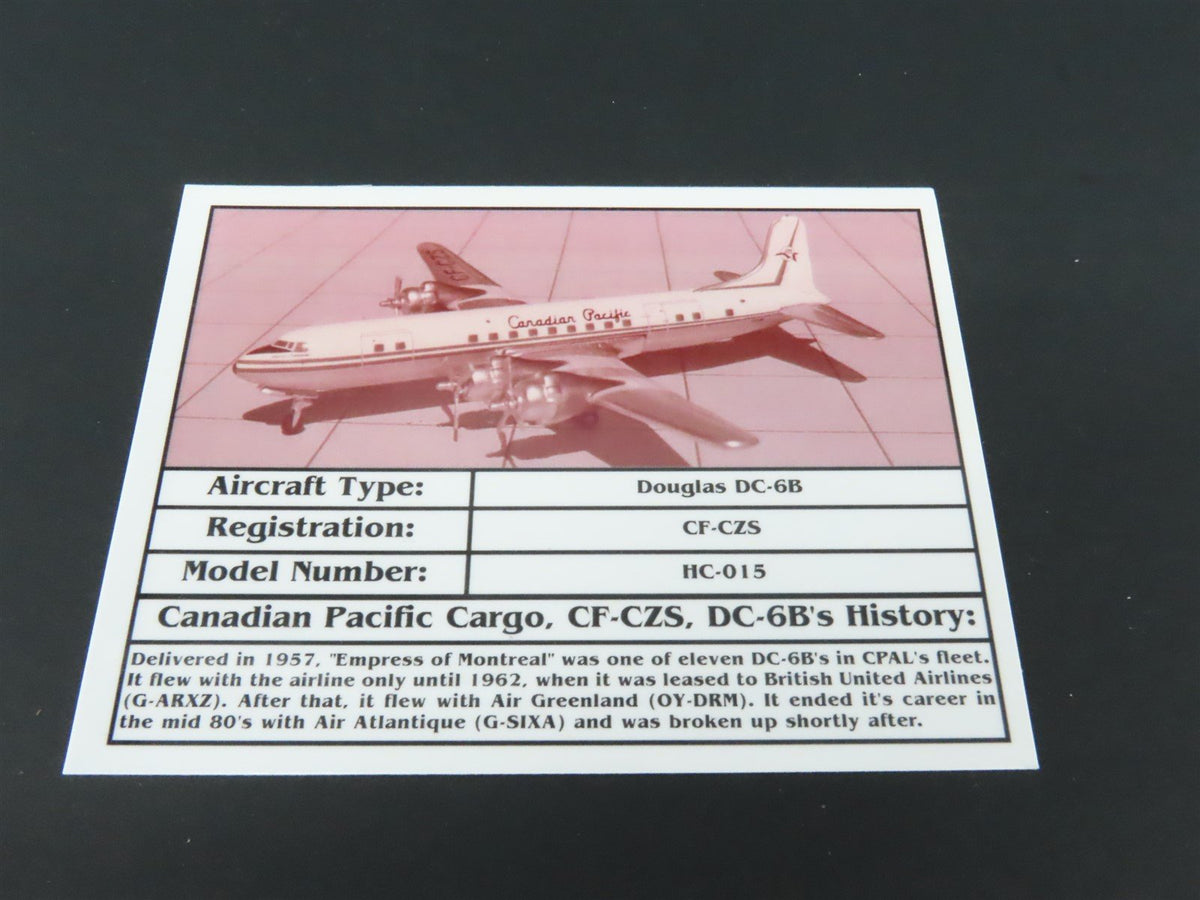 CF-CZS
Canadian Pacific
Aircraft Type: Douglas DC-6B
Registration: CF-CZS
Model Number: HC-015
Canadian Pacific Cargo, CF-CZS, DC-6B's History:
Delivered in 1957, "Empress of Montreal" was one of eleven DC-6B's in CPAL's fleet.
It flew with the airline only until 1962, when it was leased to British United Airlines
(G-ARXZ). After that, it flew with Air Greenland (OY-DRM). It ended it's career in
the mid 80's with Air Atlantique (G-SIXA) and was broken up shortly after.